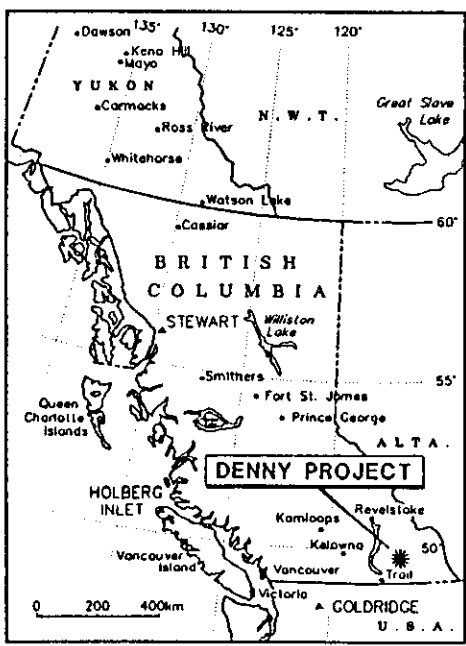 135°
130°
125°
120°
Dawson
Keno Hill
Mayo
YUKON
Carmacks
N.W.T.
Great Slave
Lake
Ross River
Whitehorse
Watson Lake
60°
Cassiar
BRITISH
COLUMBIA
STEWART
Williston
Lake
55°
Smithers
Fort St. James
Queen
Charlotte
Islands
Prince George
ALTA.
DENNY PROJECT
HOLBERG
INLET
Revelstoke
Kamloops
Kelowna
50°
Vancouver
Island
Vancouver
Trail
Victoria
0 200 400km
GOLDRIDGE
U.S.A.